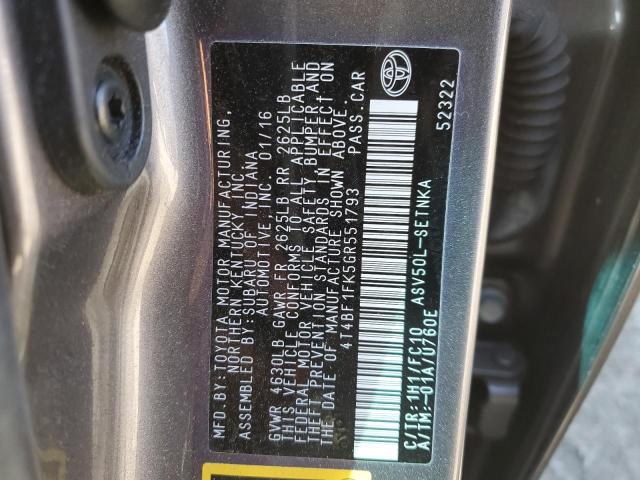 MFD.BY:TOYOTA MOTOR MANUFACTURING,
NORTHERN KENTUCKY INC.
ASSEMBLED BY:SUBARU OF INDIANA
AUTOMOTIVE, INC. 01/16
GVWR 4630LB GAWR FR 2625LB RR 2625LB
THIS VEHICLE CONFORMS TO ALL APPLICABLE
FEDERAL MOTOR VEHICLE SAFETY, BUMPER AND
THEFT PREVENTION STANDARDS IN EFFECT ON
THE DATE OF MANUFACTURE SHOWN ABOVE.
4T4BF1FK5GR551793 PASS.CAR
C/TR:1H1/FC10 ASV50L-SETNKA
A/TM:-01A/U760E 52322